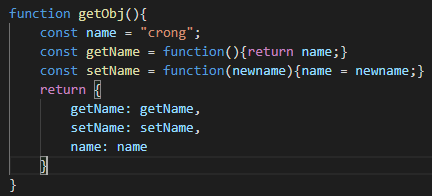 function getObj(){
    const name = "crong";
    const getName = function(){return name;}
    const setName = function(newname){name = newname;}
    return {
        getName: getName,
        setName: setName,
        name: name
    }
}